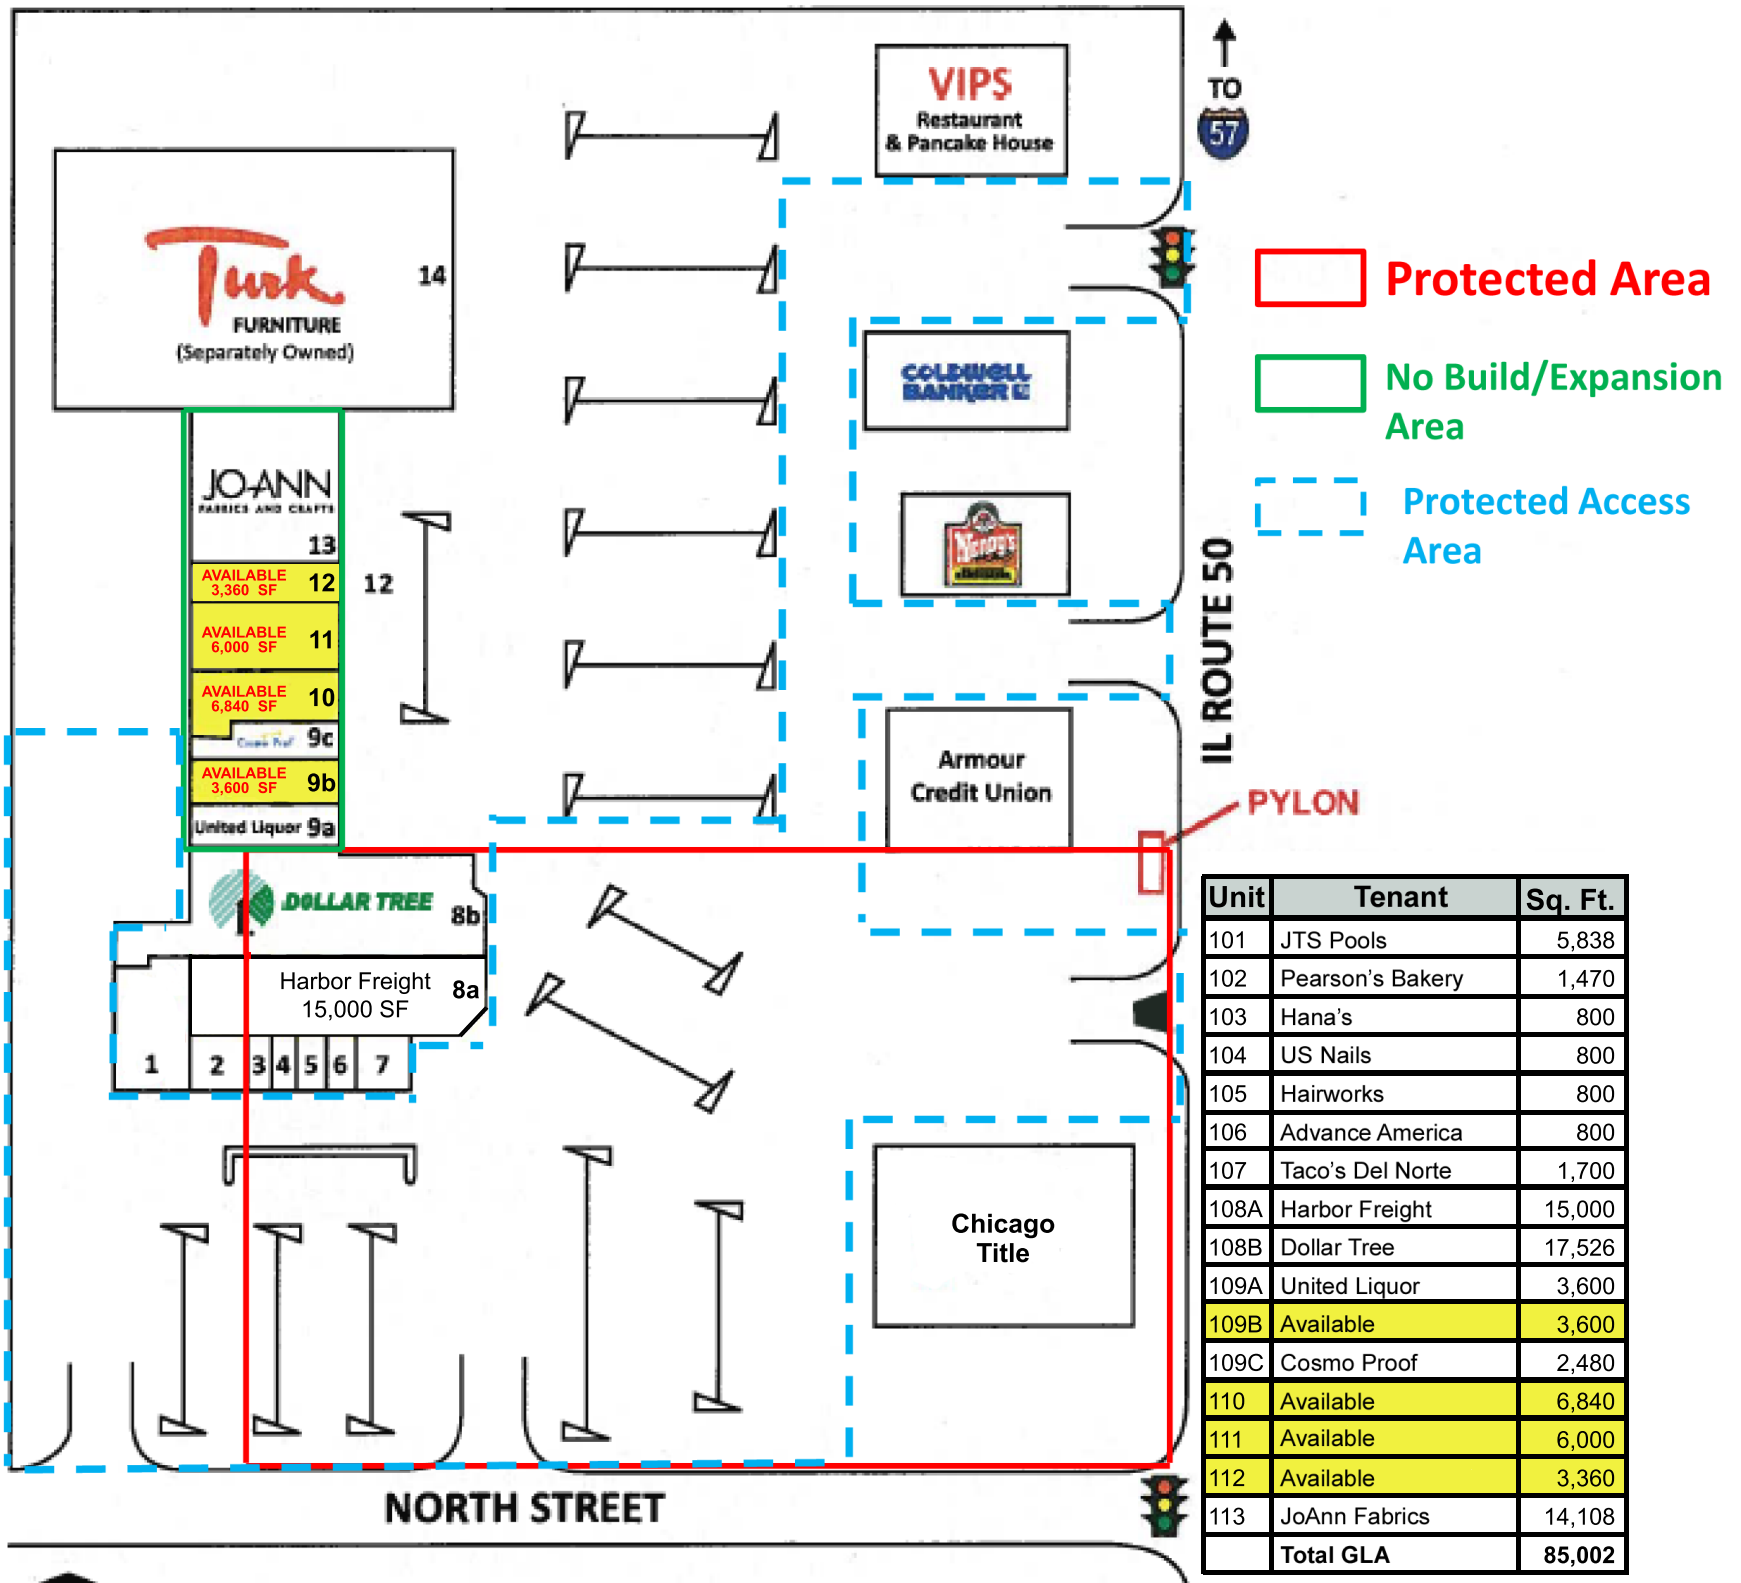 VIPS
Restaurant
& Pancake House
TO
57
Turk
FURNITURE
(Separately Owned)
14
Protected Area
No Build/Expansion
Area
Protected Access
Area
COLDWELL
BANKER
JO-ANN
FABRICS AND CRAFTS
13
AVAILABLE
3,360 SF
12
12
AVAILABLE
6,000 SF
11
AVAILABLE
6,840 SF
10
9c
AVAILABLE
3,600 SF
9b
United Liquor 9a
Wendy's
IL ROUTE 50
Armour
Credit Union
PYLON
DOLLAR TREE
8b
Harbor Freight
15,000 SF
8a
1
2
3
4
5
6
7
Chicago
Title
NORTH STREET
Unit Tenant Sq. Ft.
101 JTS Pools 5,838
102 Pearson's Bakery 1,470
103 Hana's 800
104 US Nails 800
105 Hairworks 800
106 Advance America 800
107 Taco's Del Norte 1,700
108A Harbor Freight 15,000
108B Dollar Tree 17,526
109A United Liquor 3,600
109B Available 3,600
109C Cosmo Proof 2,480
110 Available 6,840
111 Available 6,000
112 Available 3,360
113 JoAnn Fabrics 14,108
Total GLA 85,002